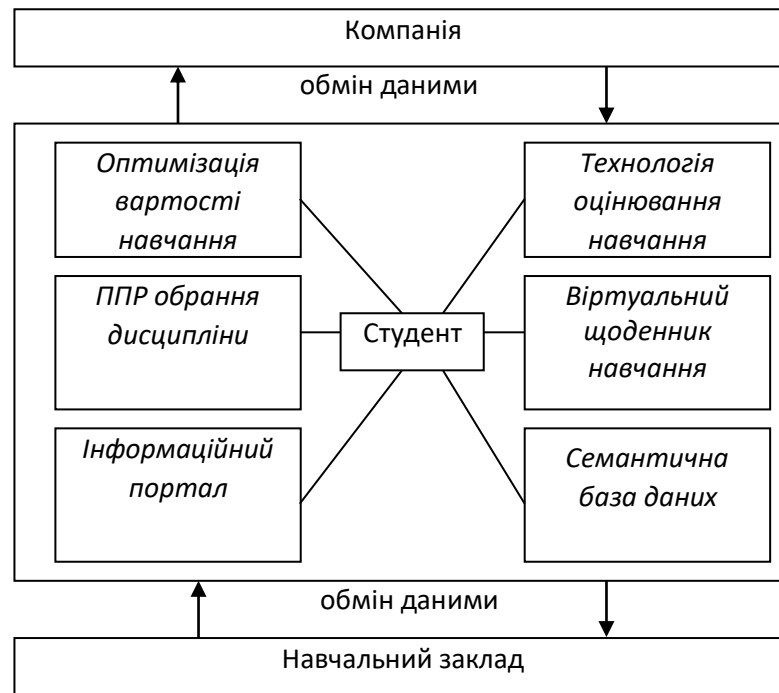 Компанія
обмін даними
Оптимізація
вартості
навчання
Технологія
оцінювання
навчання
ППР обрання
дисципліни
Студент
Віртуальний
щоденник
навчання
Інформаційний
портал
Семантична
база даних
обмін даними
Навчальний заклад